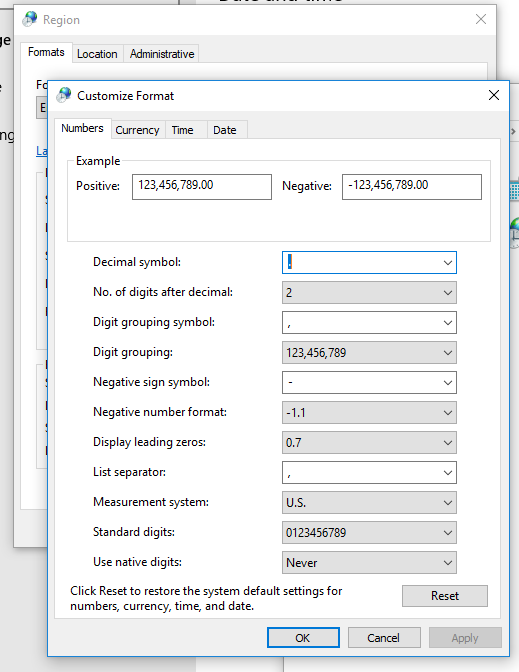 Region
Formats
Location
Administrative
Customize Format
Numbers
Currency
Time
Date
Example
Positive:
123,456,789.00
Negative:
-123,456,789.00
Decimal symbol:
.
No. of digits after decimal:
2
Digit grouping symbol:
,
Digit grouping:
123,456,789
Negative sign symbol:
-
Negative number format:
-1.1
Display leading zeros:
0.7
List separator:
,
Measurement system:
U.S.
Standard digits:
0123456789
Use native digits:
Never
Click Reset to restore the system default settings for
numbers, currency, time, and date.
Reset
OK
Cancel
Apply